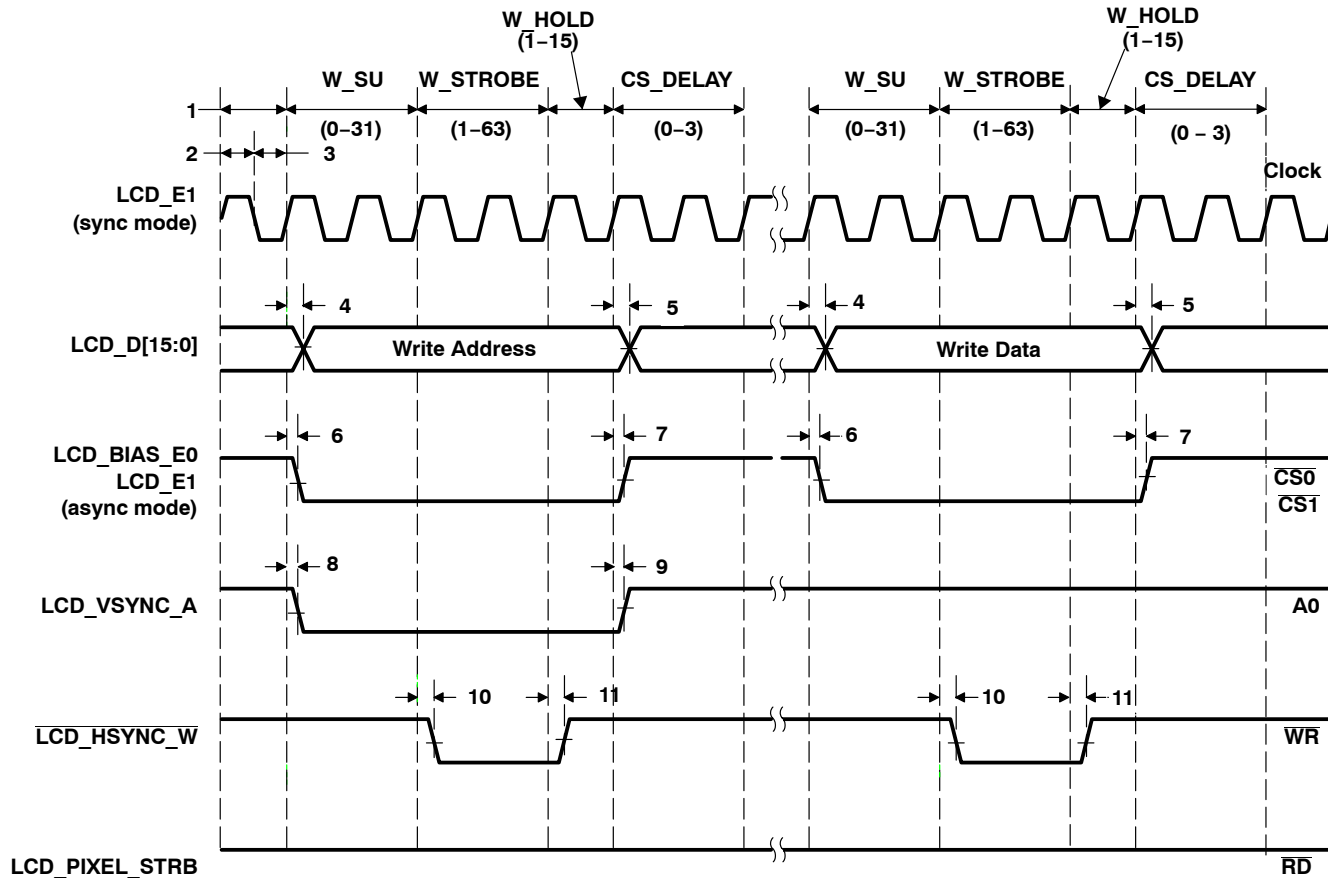 W_HOLD
(1–15)
W_HOLD
(1–15)
W_SU
W_STROBE
CS_DELAY
W_SU
W_STROBE
CS_DELAY
1
(0–31)
(1–63)
(0–3)
(0–31)
(1–63)
(0 – 3)
2
3
Clock
LCD_E1
(sync mode)
4
5
4
5
LCD_D[15:0]
Write Address
Write Data
6
7
6
7
LCD_BIAS_E0
LCD_E1
(async mode)
CS0
CS1
8
9
LCD_VSYNC_A
A0
10
11
10
11
LCD_HSYNC_W
WR
LCD_PIXEL_STRB
RD